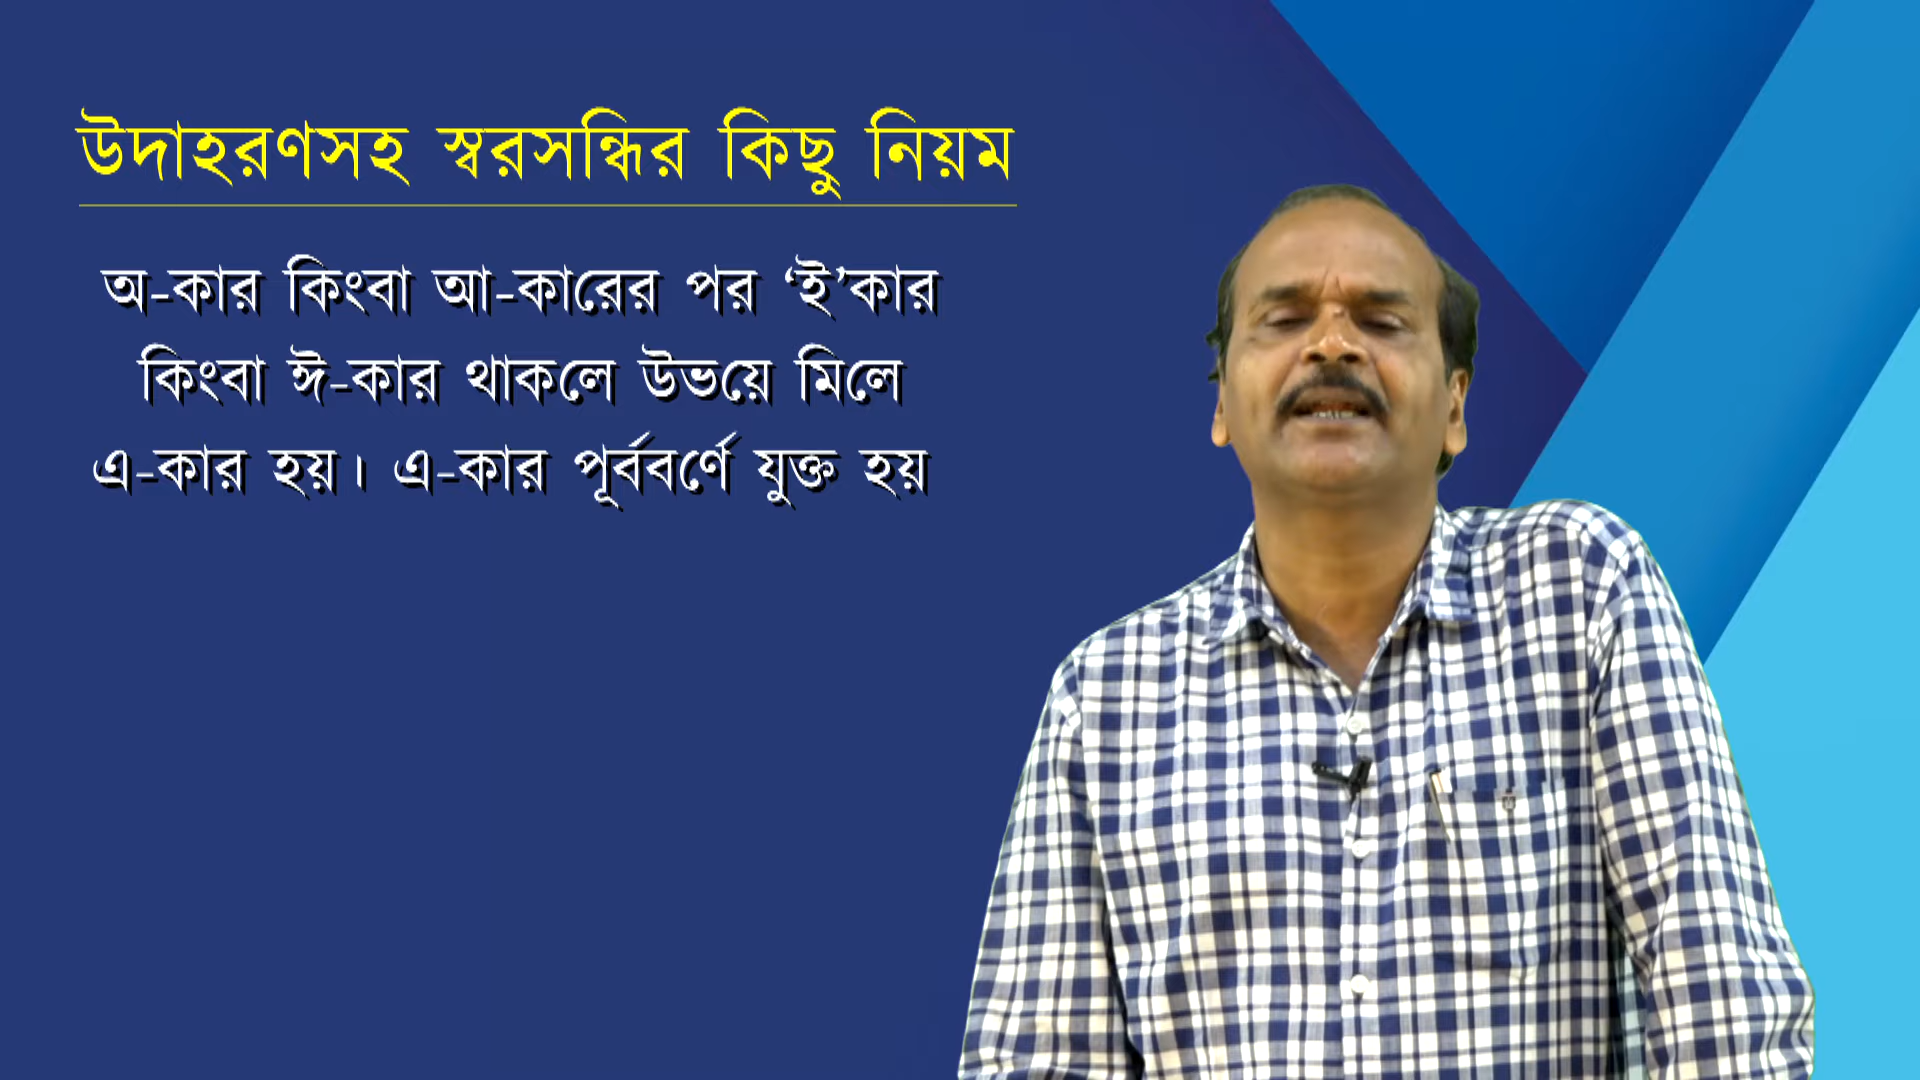 উদাহরণসহ স্বরসন্ধির কিছু নিয়ম
অ-কার কিংবা আ-কারের পর ‘ই’কার
কিংবা ঈ-কার থাকলে উভয়ে মিলে
এ-কার হয়। এ-কার পূর্ববর্ণে যুক্ত হয়